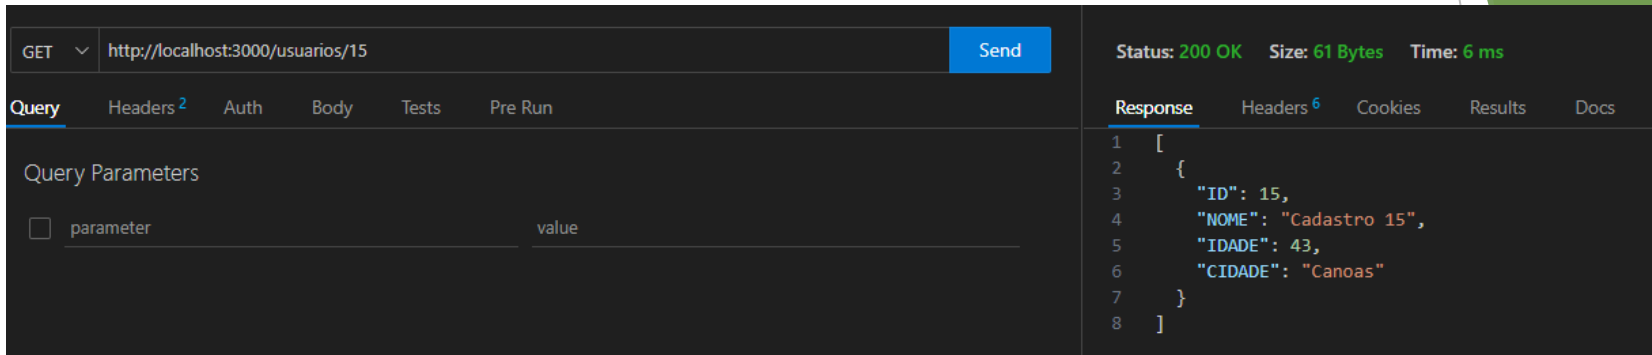 GET http://localhost:3000/usuarios/15 Send
Query Headers 2 Auth Body Tests Pre Run
Query Parameters
parameter value
Status: 200 OK Size: 61 Bytes Time: 6 ms
Response Headers 6 Cookies Results Docs
1 [
2 {
3 "ID": 15,
4 "NOME": "Cadastro 15",
5 "IDADE": 43,
6 "CIDADE": "Canoas"
7 }
8 ]